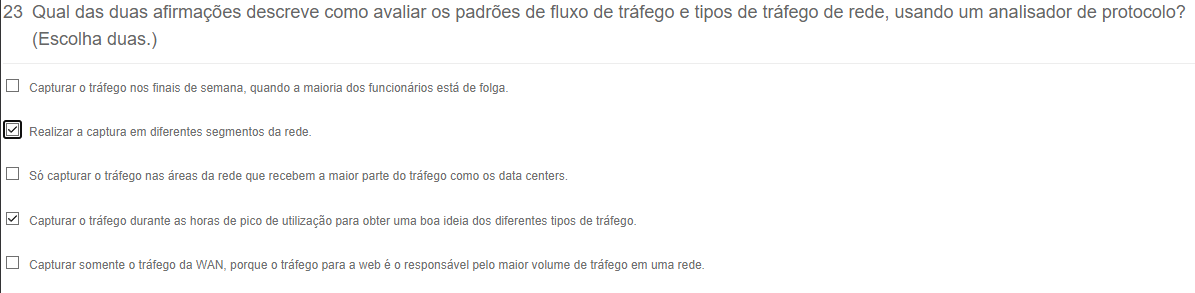 23 Qual das duas afirmações descreve como avaliar os padrões de fluxo de tráfego e tipos de tráfego de rede, usando um analisador de protocolo?
(Escolha duas.)
Capturar o tráfego nos finais de semana, quando a maioria dos funcionários está de folga.
Realizar a captura em diferentes segmentos da rede.
Só capturar o tráfego nas áreas da rede que recebem a maior parte do tráfego como os data centers.
Capturar o tráfego durante as horas de pico de utilização para obter uma boa ideia dos diferentes tipos de tráfego.
Capturar somente o tráfego da WAN, porque o tráfego para a web é o responsável pelo maior volume de tráfego em uma rede.